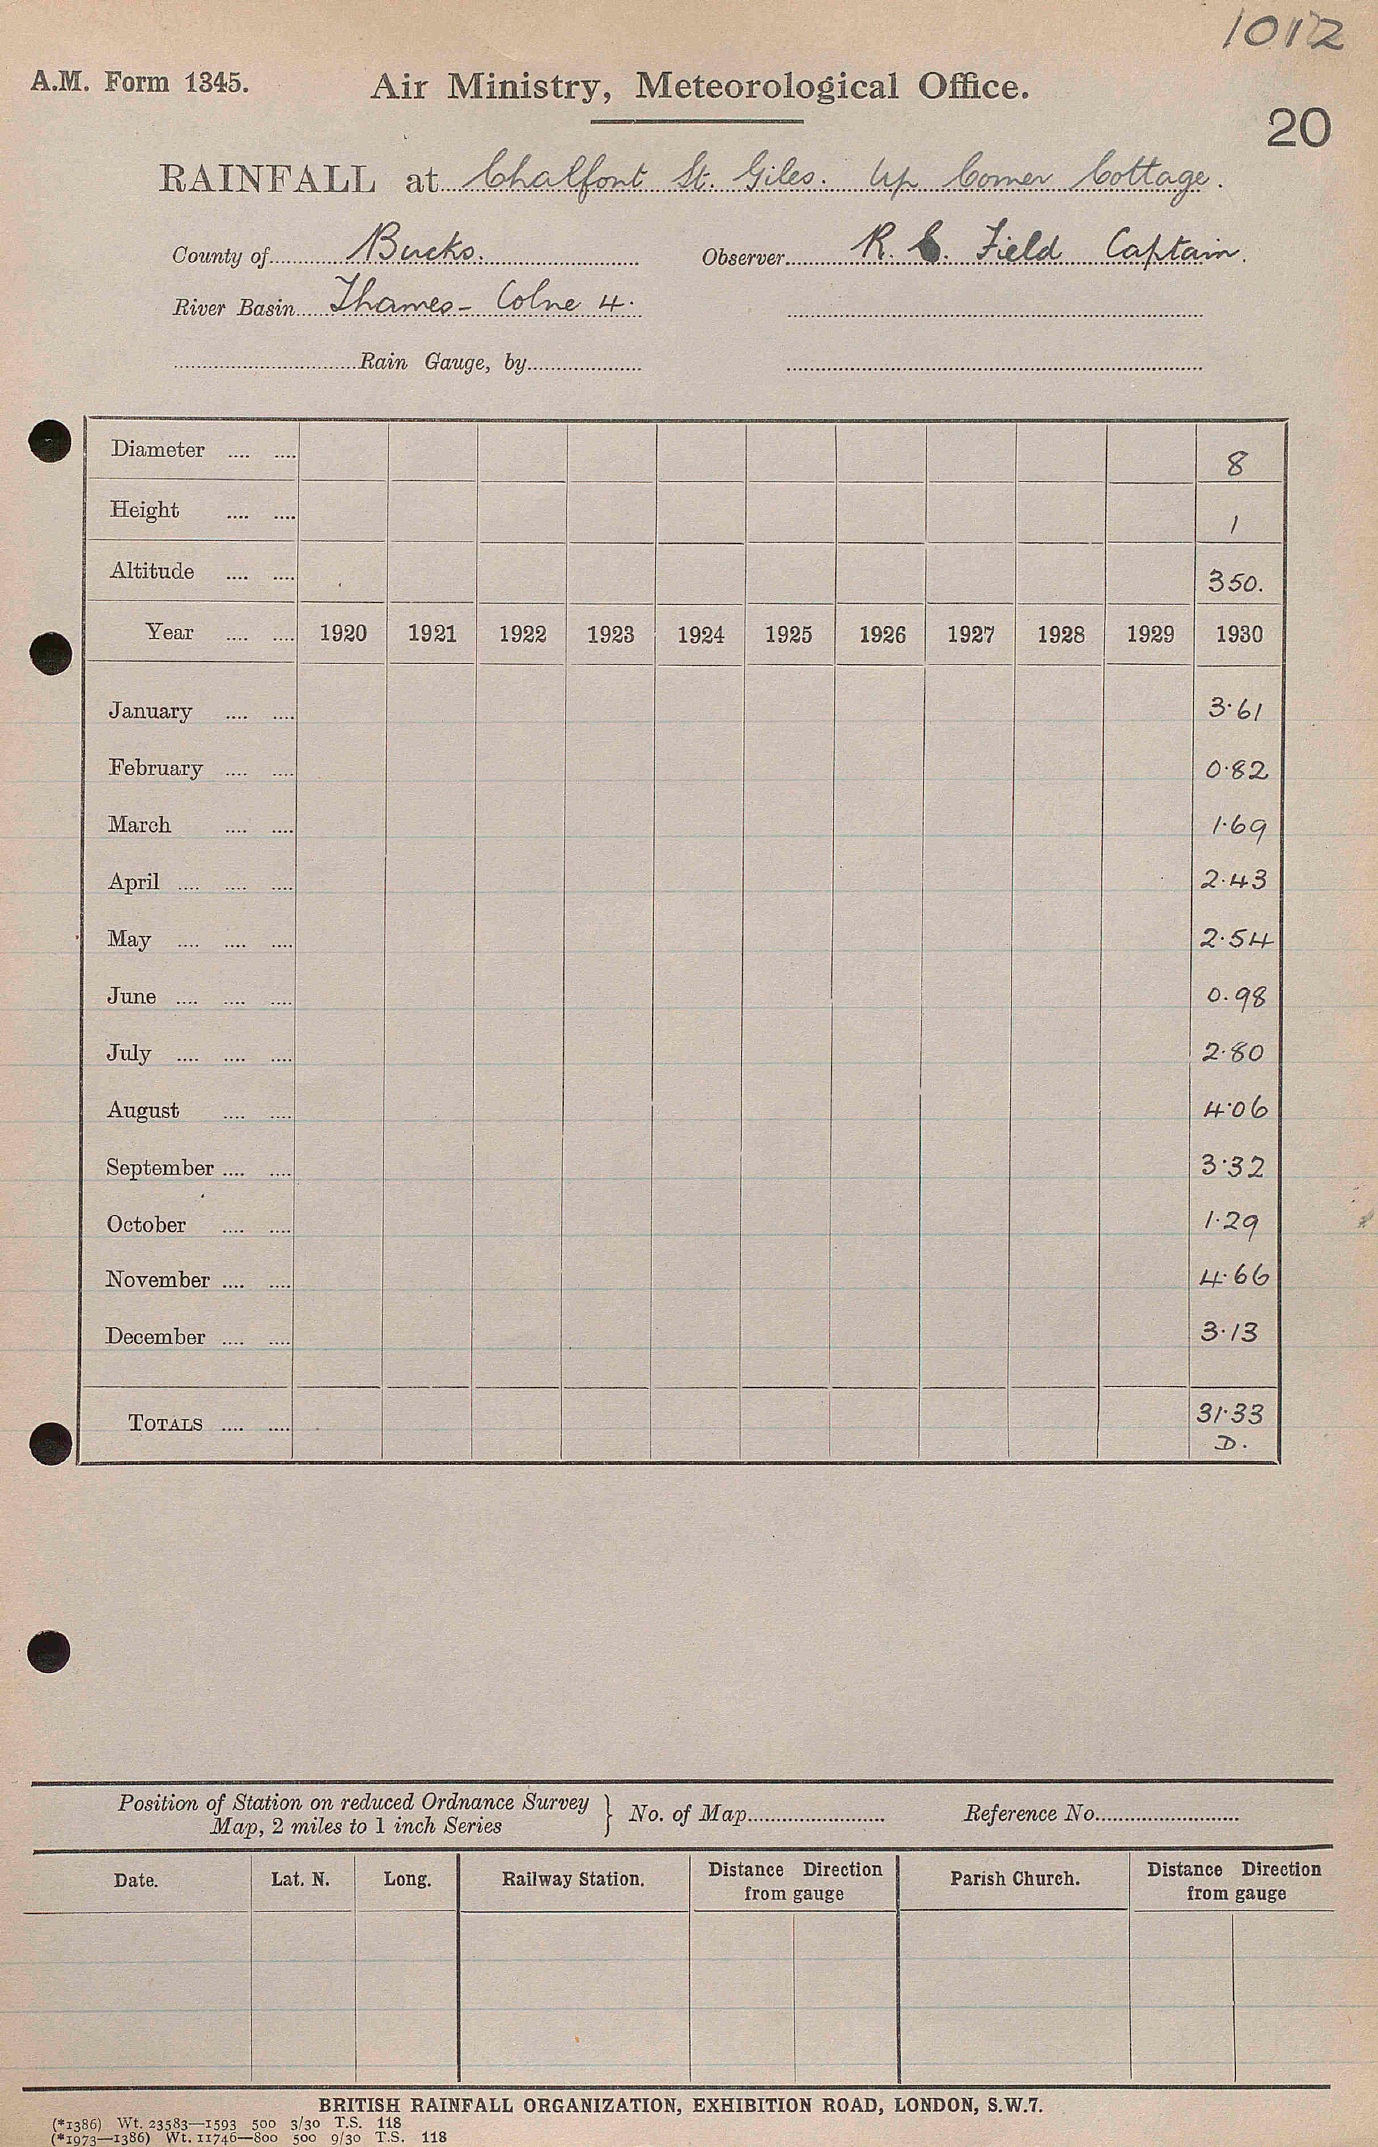 1012
A.M. Form 1345.
Air Ministry, Meteorological Office.
20
RAINFALL at Chalfont St. Giles. Up Corner Cottage.
County of Bucks. Observer R. C. Field Captain.
River Basin Thames - Colne 4.
Rain Gauge, by
Diameter .... .... 8
Height .... .... 1
Altitude .... .... 350.
Year .... .... 1920 1921 1922 1923 1924 1925 1926 1927 1928 1929 1930
January .... .... 3.61
February .... .... 0.82
March .... .... 1.69
April .... .... .... 2.43
May .... .... .... 2.54
June .... .... .... 0.98
July .... .... .... 2.80
August .... .... 4.06
September .... .... 3.32
October .... .... 1.29
November .... .... 4.66
December .... .... 3.13
TOTALS .... .... 31.33
D.
Position of Station on reduced Ordnance Survey
Map, 2 miles to 1 inch Series } No. of Map Reference No.
Date. Lat. N. Long. Railway Station. Distance Direction from gauge Parish Church. Distance Direction from gauge
BRITISH RAINFALL ORGANIZATION, EXHIBITION ROAD, LONDON, S.W.7.
(*1386) Wt. 23583—1593 500 3/30 T.S. 118
(*1973—1386) Wt. 11746—800 500 9/30 T.S. 118